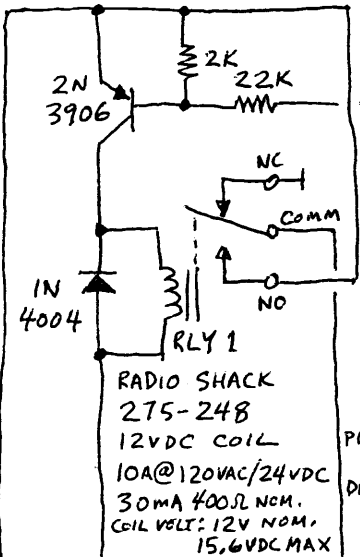 2K
22K
2N
3906
NC
COMM
NO
1N
4004
RLY 1
RADIO SHACK
275-248
12VDC COIL
10A@120VAC/24VDC
30mA 400Ω NOM.
COIL VOLT: 12V NOM,
15.6VDC MAX